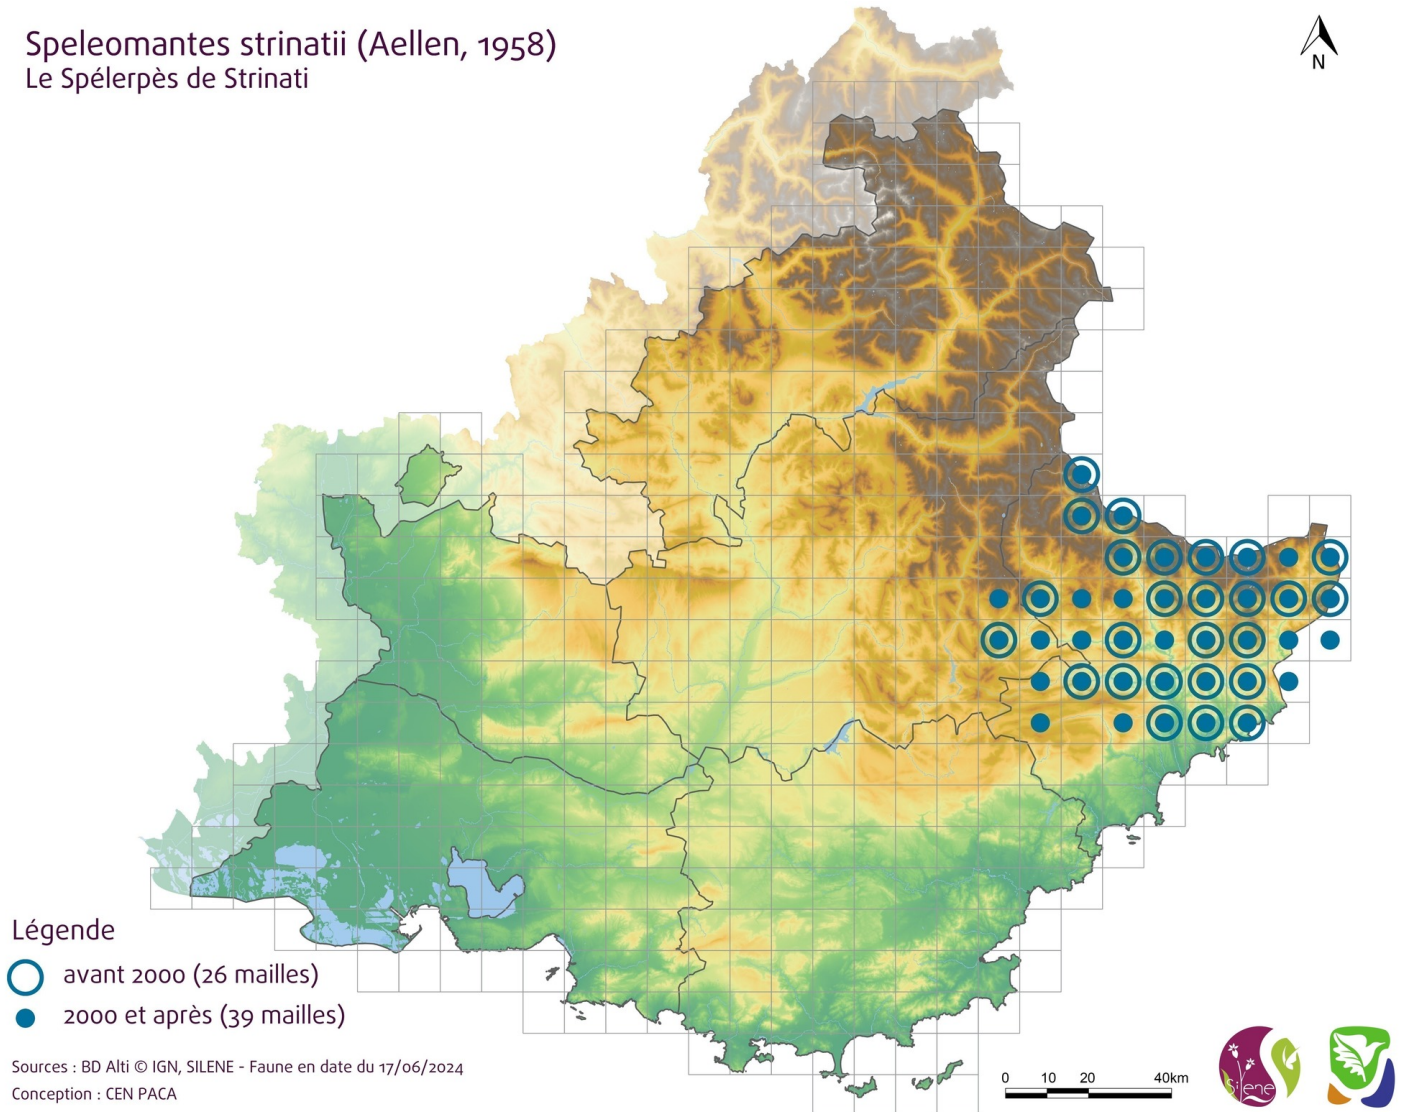 Speleomantes strinatii (Aellen, 1958)
Le Spélerpès de Strinati
N
Légende
avant 2000 (26 mailles)
2000 et après (39 mailles)
Sources : BD Alti © IGN, SILENE - Faune en date du 17/06/2024
Conception : CEN PACA
0 10 20 40km
Silene